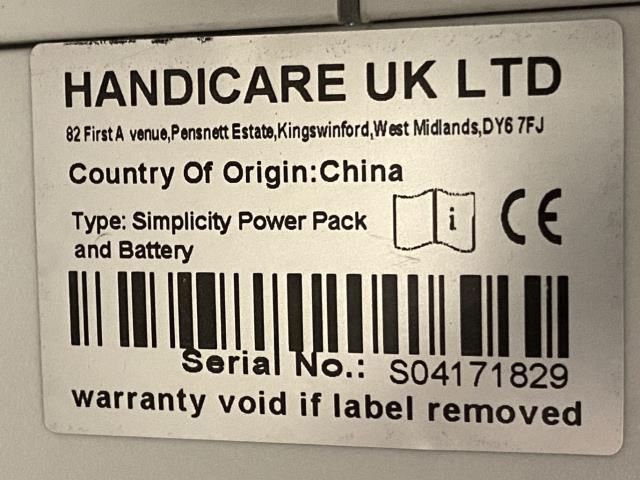 HANDICARE UK LTD
82 First A venue,Pensnett Estate,Kingswinford,West Midlands,DY6 7FJ
Country Of Origin:China
Type: Simplicity Power Pack
and Battery
i CE
Serial No.: S04171829
warranty void if label removed